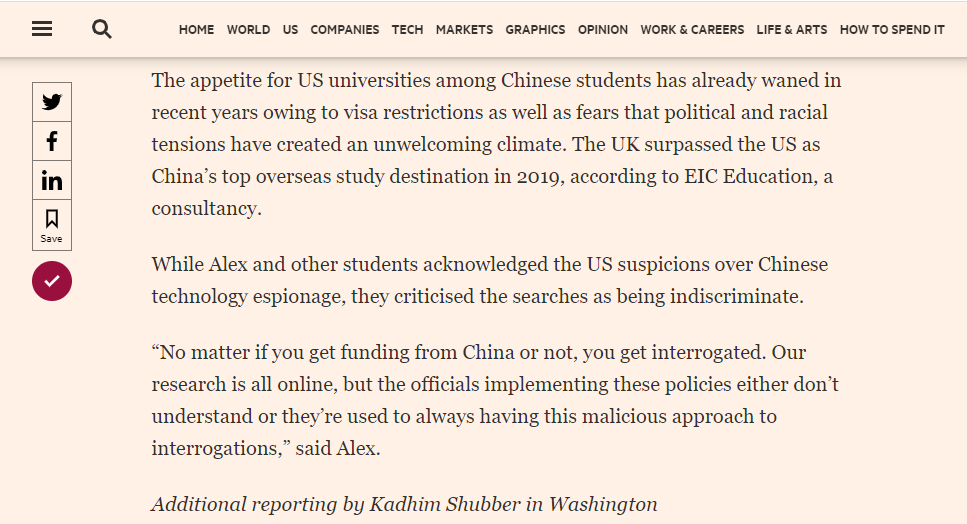 HOME WORLD US COMPANIES TECH MARKETS GRAPHICS OPINION WORK & CAREERS LIFE & ARTS HOW TO SPEND IT
The appetite for US universities among Chinese students has already waned in
recent years owing to visa restrictions as well as fears that political and racial
tensions have created an unwelcoming climate. The UK surpassed the US as
China’s top overseas study destination in 2019, according to EIC Education, a
consultancy.
Save
While Alex and other students acknowledged the US suspicions over Chinese
technology espionage, they criticised the searches as being indiscriminate.
“No matter if you get funding from China or not, you get interrogated. Our
research is all online, but the officials implementing these policies either don’t
understand or they’re used to always having this malicious approach to
interrogations,” said Alex.
Additional reporting by Kadhim Shubber in Washington